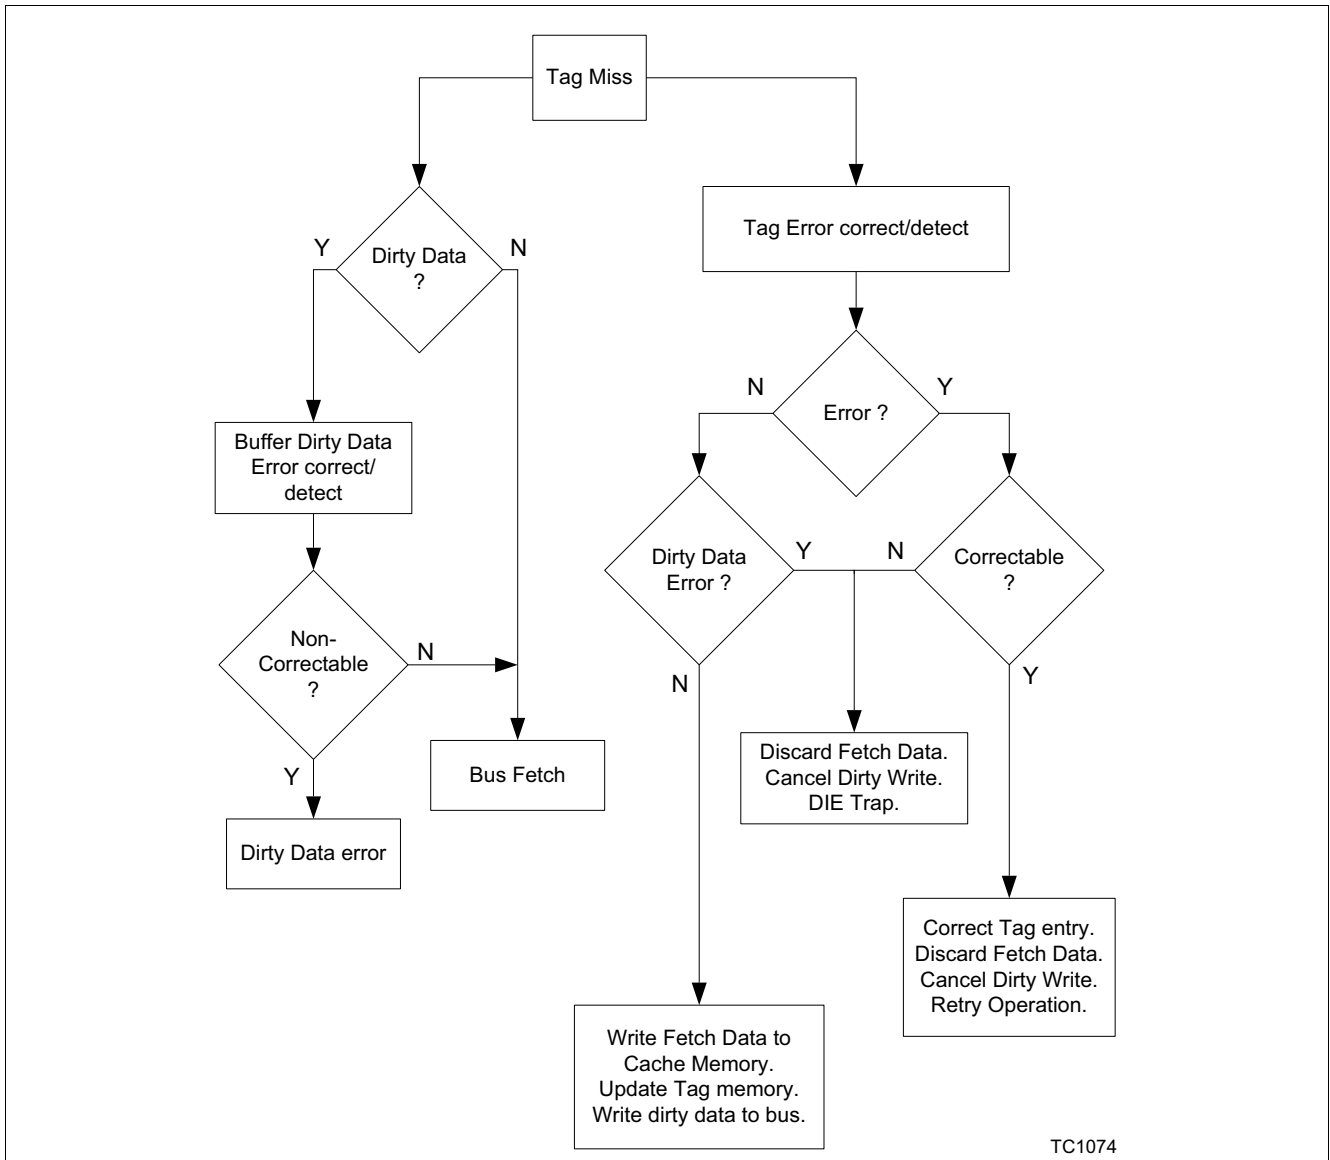 Tag Miss
Y
Dirty Data
?
N
Tag Error correct/detect
N
Error ?
Y
Buffer Dirty Data
Error correct/
detect
Dirty Data
Error ?
Y
N
Correctable
?
Non-
Correctable
?
N
N
Y
Y
Bus Fetch
Discard Fetch Data.
Cancel Dirty Write.
DIE Trap.
Dirty Data error
Correct Tag entry.
Discard Fetch Data.
Cancel Dirty Write.
Retry Operation.
Write Fetch Data to
Cache Memory.
Update Tag memory.
Write dirty data to bus.
TC1074